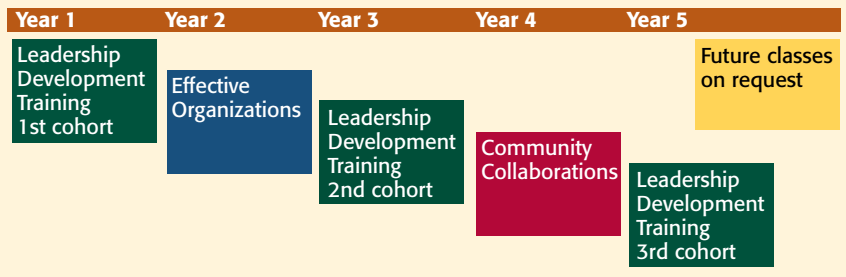 Year 1 Year 2 Year 3 Year 4 Year 5
Leadership
Development
Training
1st cohort
Effective
Organizations
Leadership
Development
Training
2nd cohort
Community
Collaborations
Leadership
Development
Training
3rd cohort
Future classes
on request